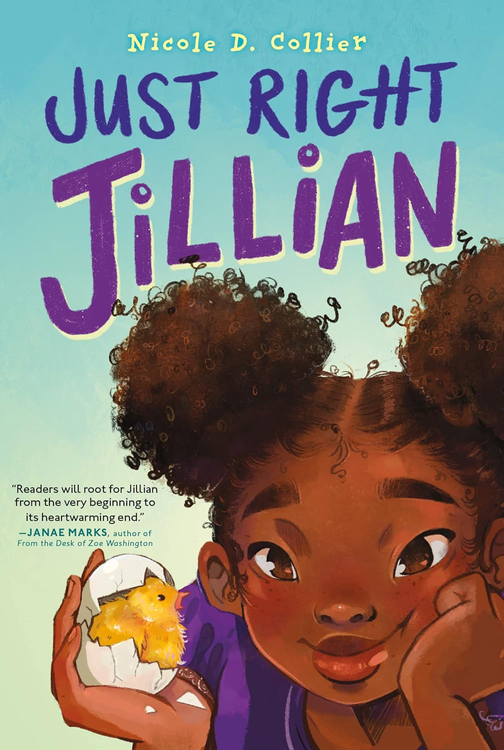 Nicole D. Collier
JUST RIGHT
JiLLiAN
"Readers will root for Jillian
from the very beginning to
its heartwarming end."
—JANAE MARKS, author of
From the Desk of Zoe Washington